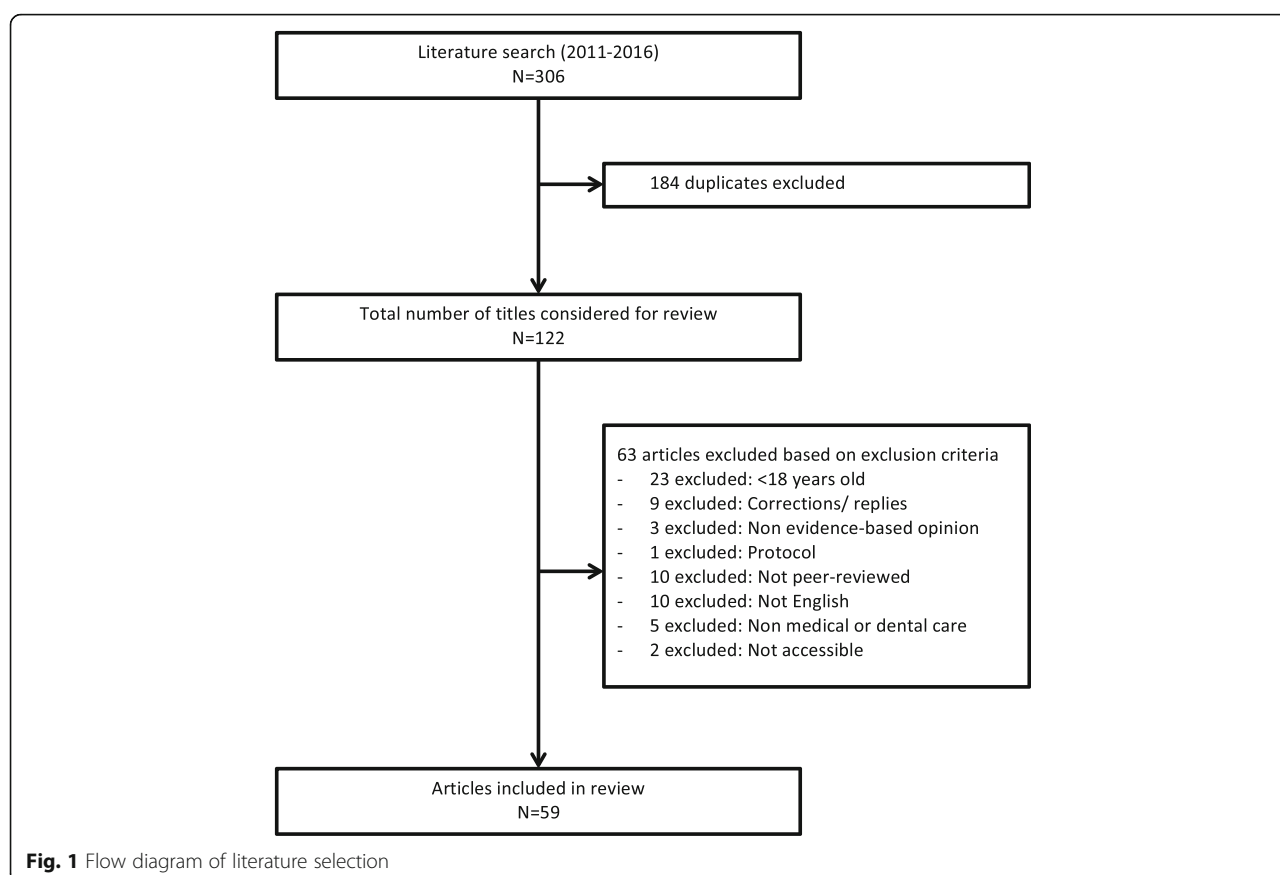 Literature search (2011-2016)
N=306
184 duplicates excluded
Total number of titles considered for review
N=122
63 articles excluded based on exclusion criteria
- 23 excluded: <18 years old
- 9 excluded: Corrections/ replies
- 3 excluded: Non evidence-based opinion
- 1 excluded: Protocol
- 10 excluded: Not peer-reviewed
- 10 excluded: Not English
- 5 excluded: Non medical or dental care
- 2 excluded: Not accessible
Articles included in review
N=59
Fig. 1 Flow diagram of literature selection